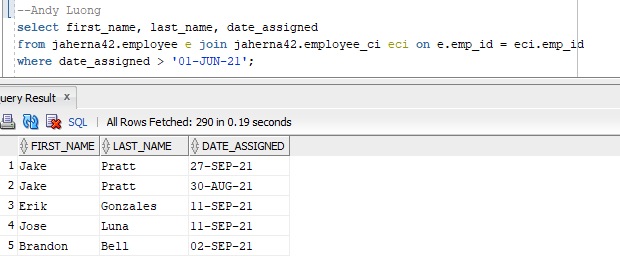 --Andy Luong
select first_name, last_name, date_assigned
from jaherna42.employee e join jaherna42.employee_ci eci on e.emp_id = eci.emp_id
where date_assigned > '01-JUN-21';
uery Result x
SQL | All Rows Fetched: 290 in 0.19 seconds
FIRST_NAME LAST_NAME DATE_ASSIGNED
1 Jake Pratt 27-SEP-21
2 Jake Pratt 30-AUG-21
3 Erik Gonzales 11-SEP-21
4 Jose Luna 11-SEP-21
5 Brandon Bell 02-SEP-21